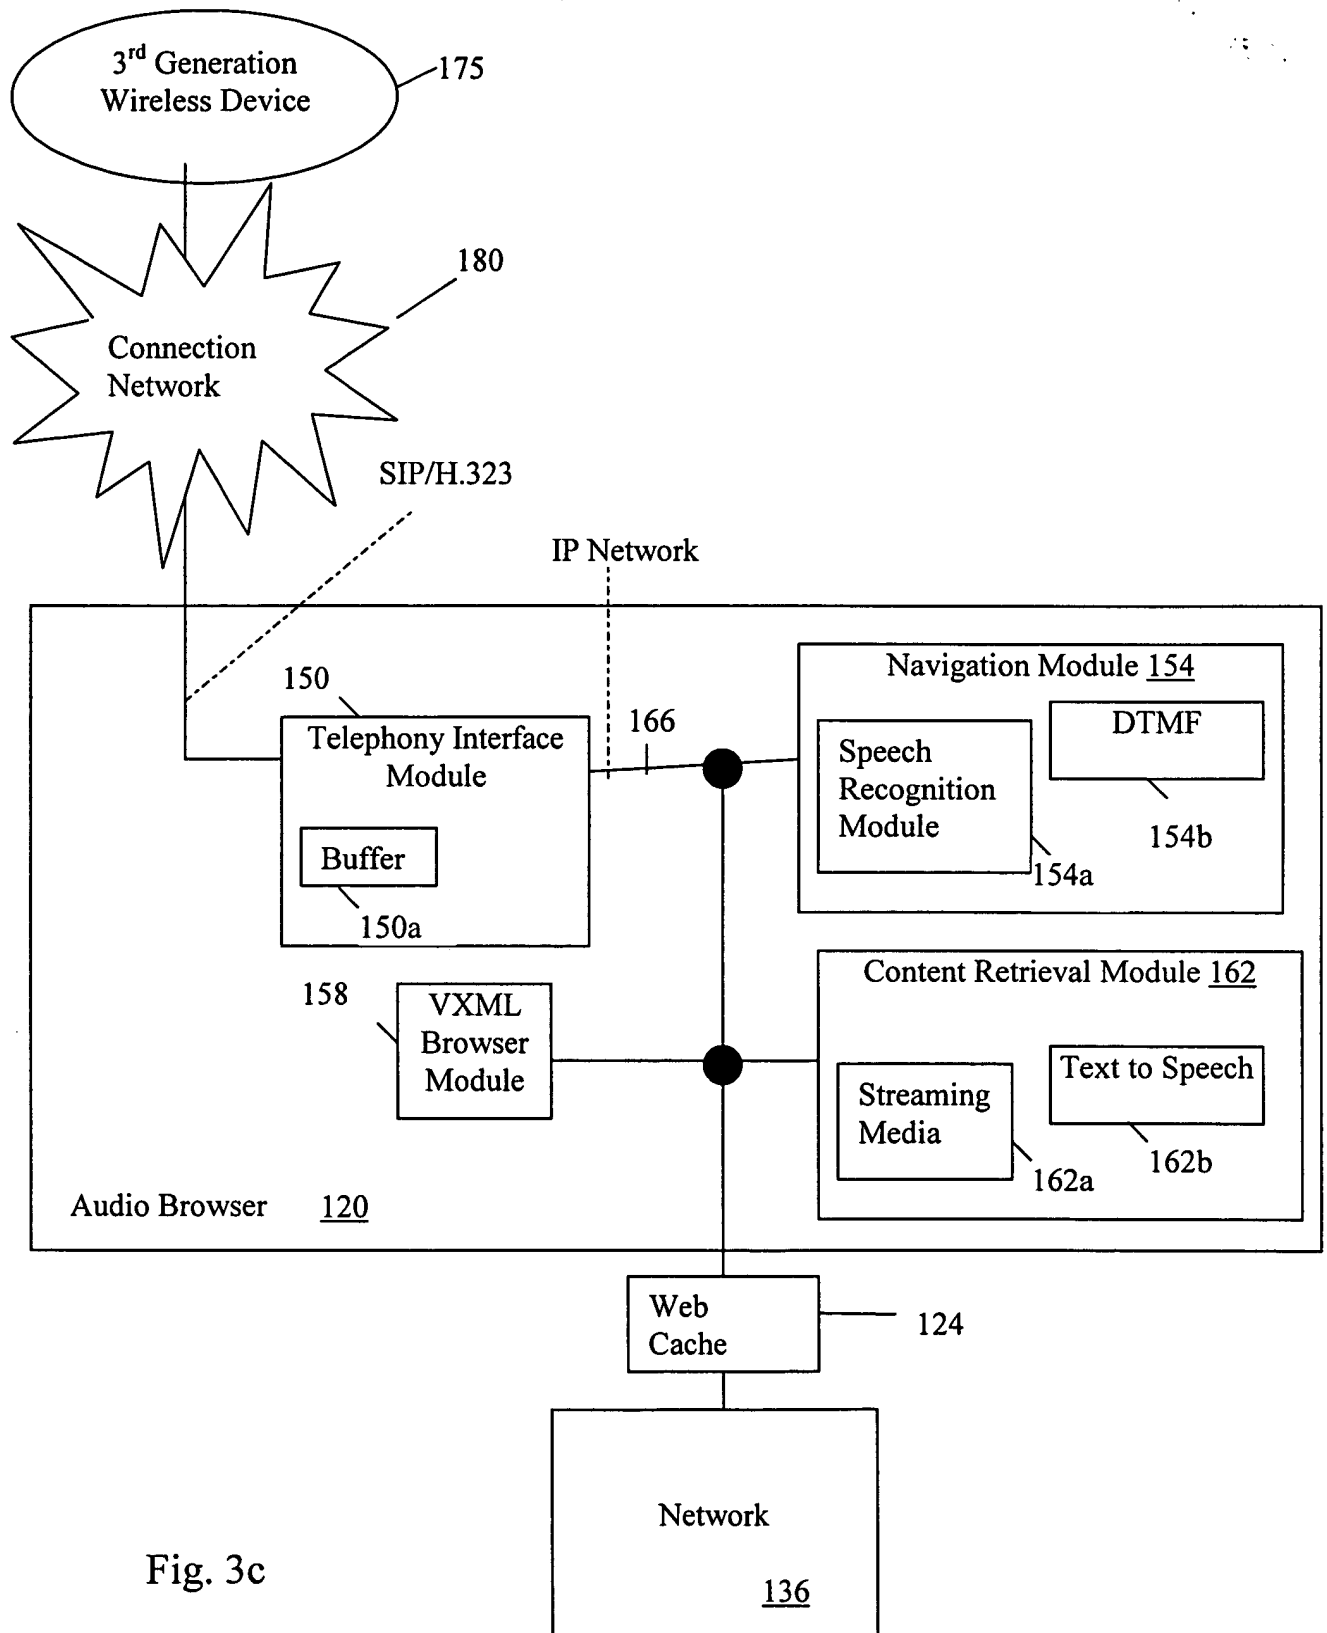 3rd Generation
Wireless Device
175
180
Connection
Network
SIP/H.323
IP Network
150
166
Telephony Interface
Module
Buffer
150a
Navigation Module 154
Speech
Recognition
Module
154a
DTMF
154b
158
VXML
Browser
Module
Content Retrieval Module 162
Streaming
Media
162a
Text to Speech
162b
Audio Browser 120
Web
Cache
124
Network
136
Fig. 3c